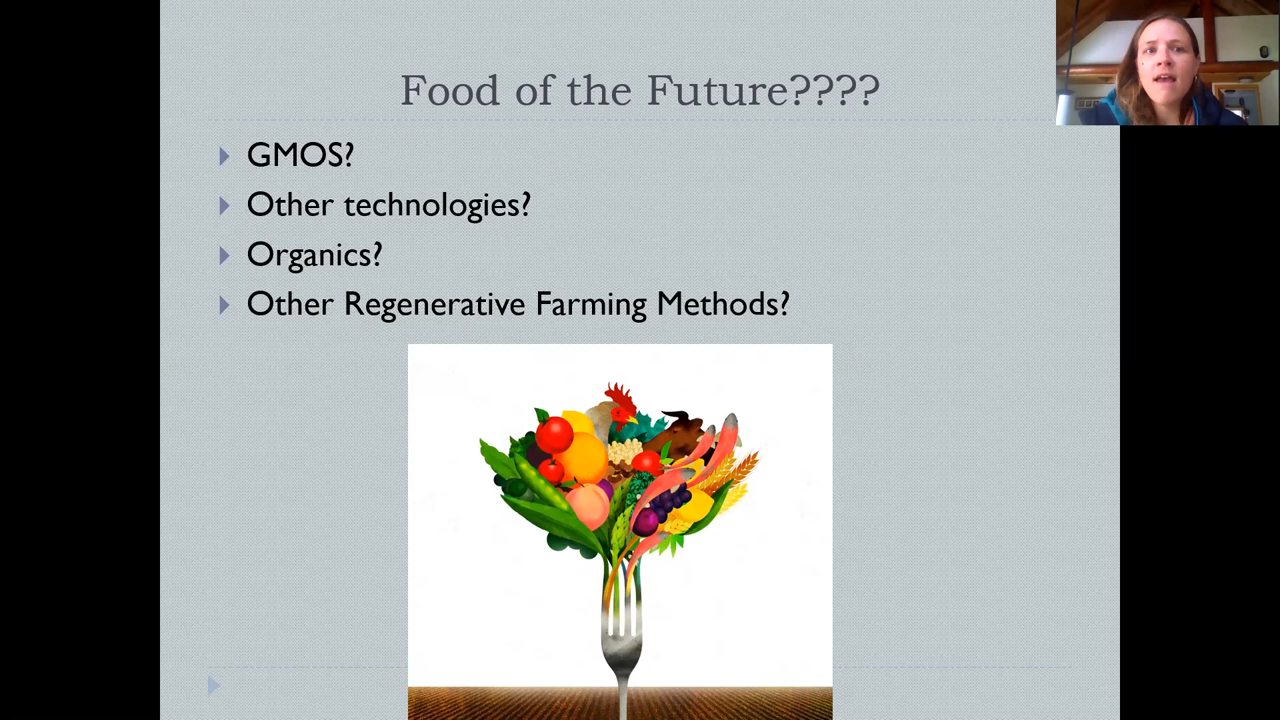 Food of the Future????
GMOS?
Other technologies?
Organics?
Other Regenerative Farming Methods?